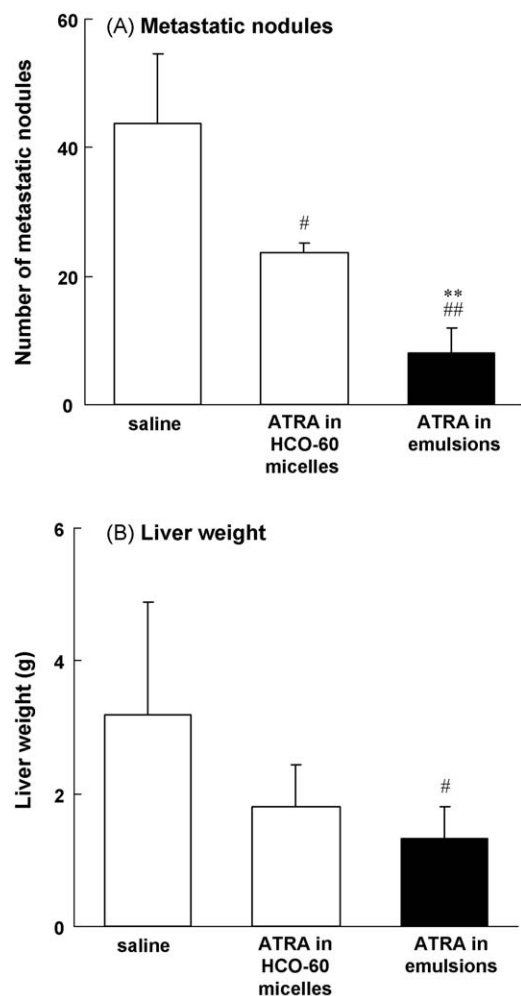 (A) Metastatic nodules
Number of metastatic nodules
60
40
20
0
#
**
##
saline
ATRA in
HCO-60
micelles
ATRA in
emulsions
(B) Liver weight
Liver weight (g)
6
4
2
0
#
saline
ATRA in
HCO-60
micelles
ATRA in
emulsions